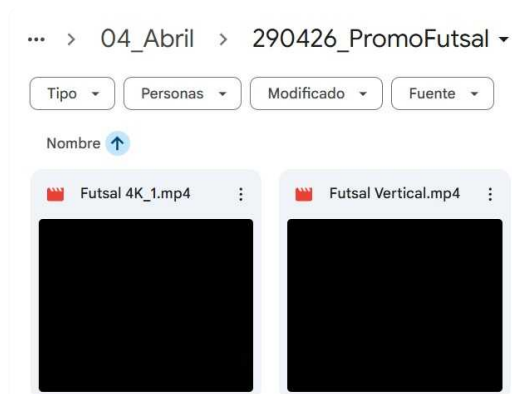 ... > 04_Abril > 290426_PromoFutsal
Tipo Personas Modificado Fuente
Nombre
Futsal 4K_1.mp4 Futsal Vertical.mp4